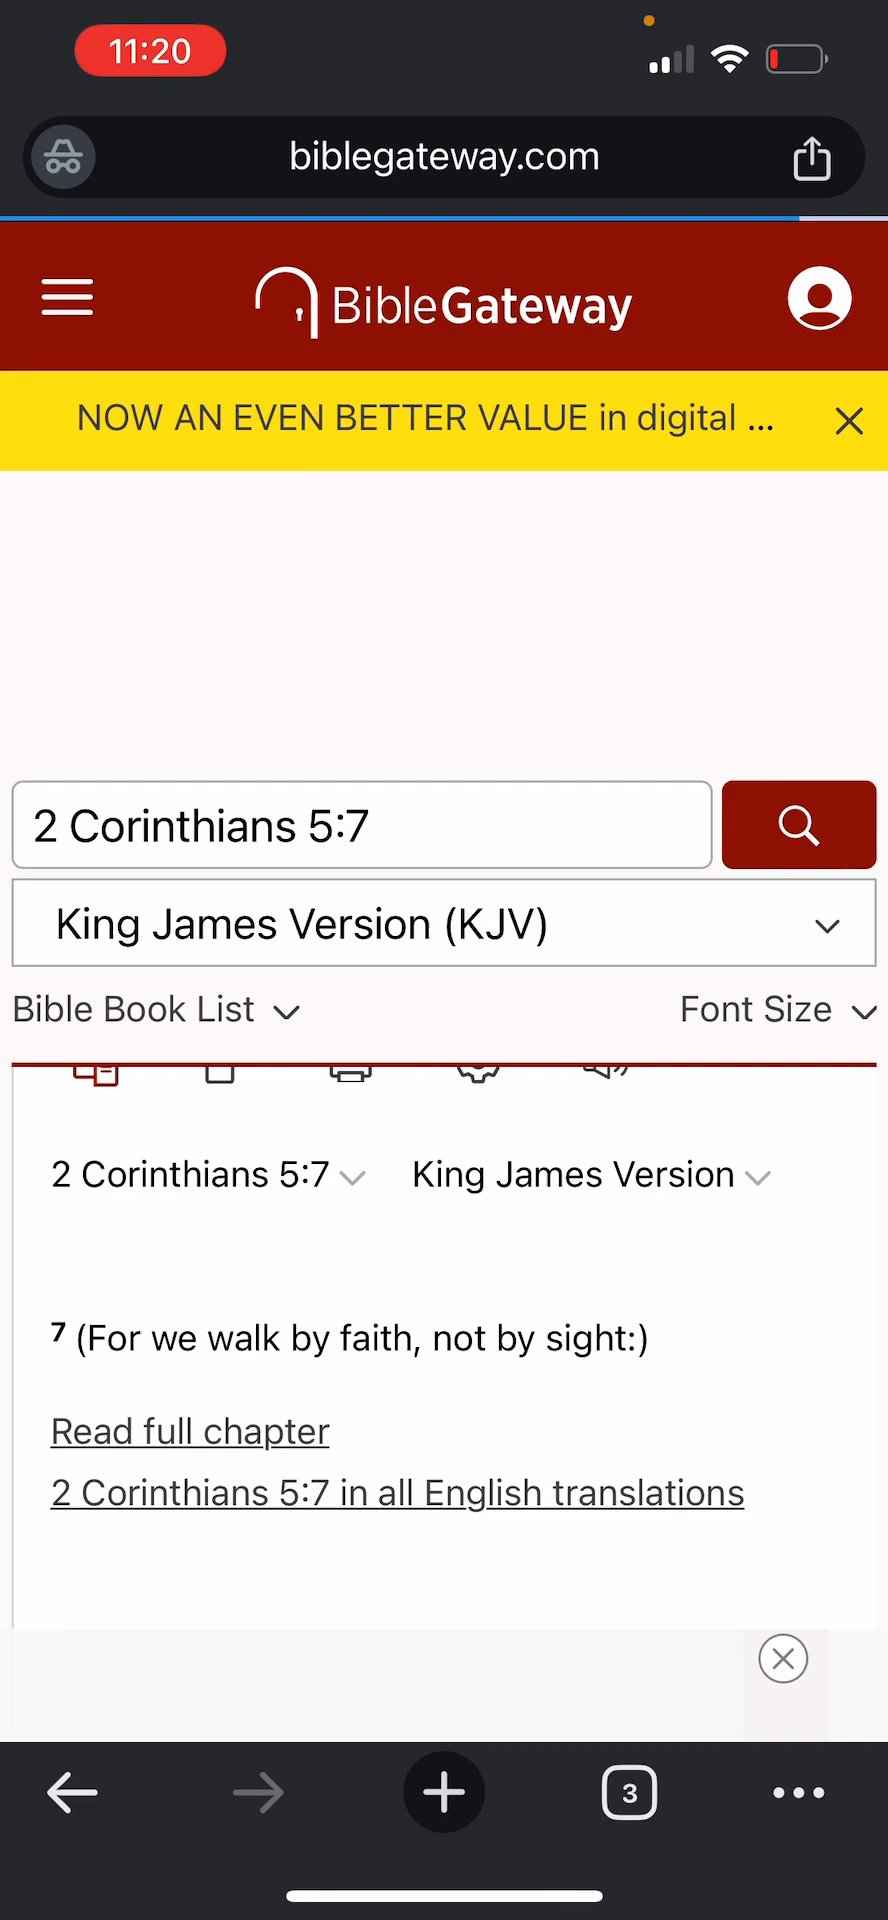 11:20
biblegateway.com
BibleGateway
NOW AN EVEN BETTER VALUE in digital ...
2 Corinthians 5:7
King James Version (KJV)
Bible Book List
Font Size
2 Corinthians 5:7
King James Version
7 (For we walk by faith, not by sight:)
Read full chapter
2 Corinthians 5:7 in all English translations
3